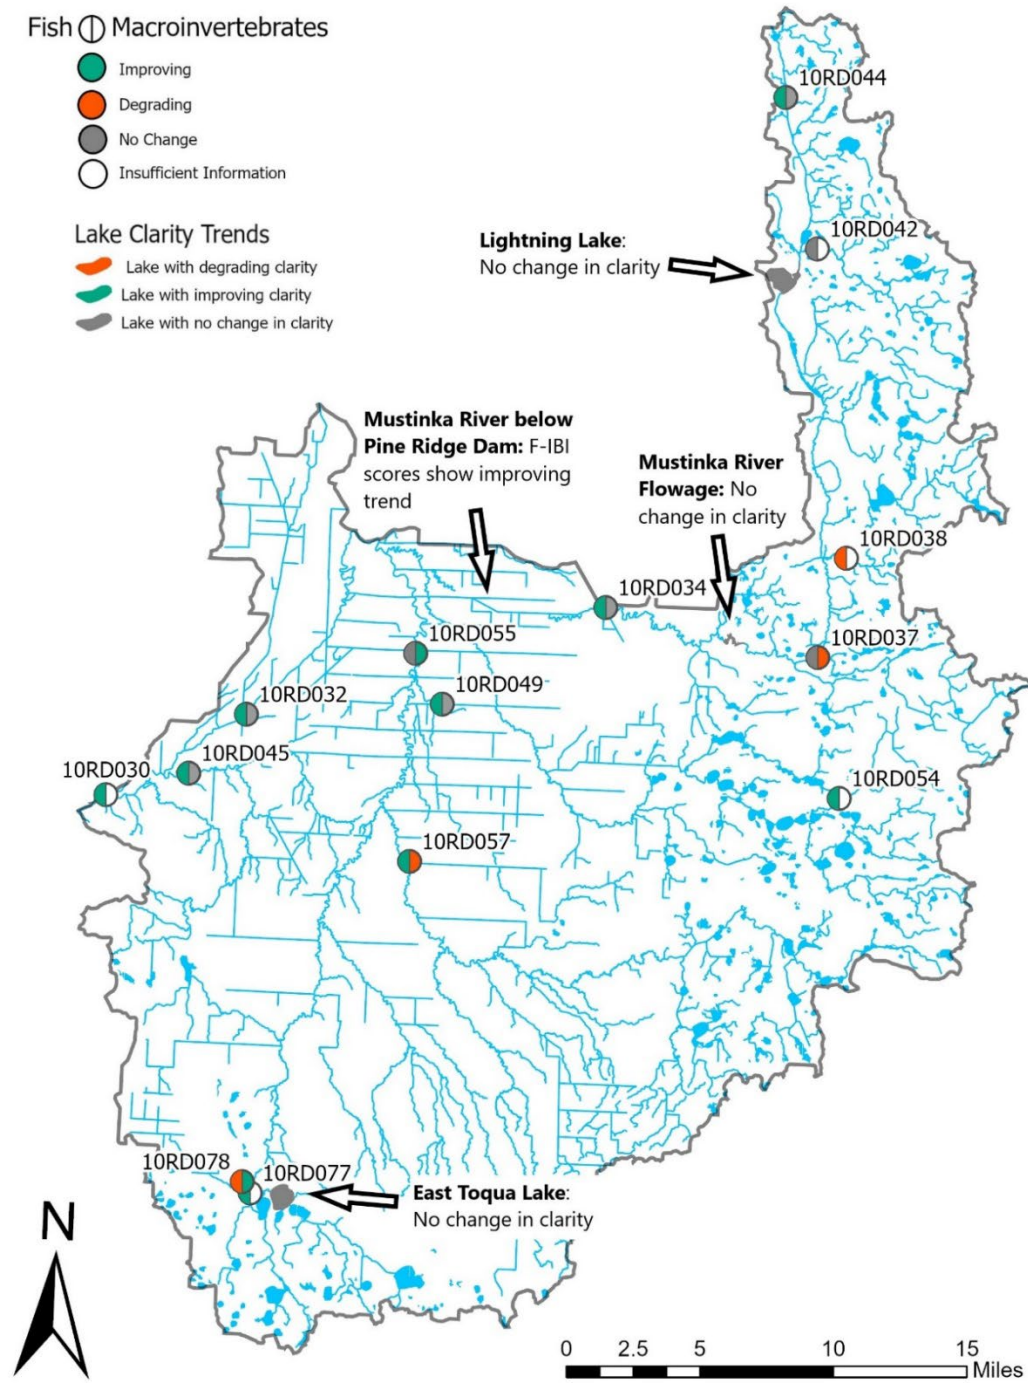 Fish Macroinvertebrates
Improving
Degrading
No Change
Insufficient Information
Lake Clarity Trends
Lake with degrading clarity
Lake with improving clarity
Lake with no change in clarity
10RD044
10RD042
Lightning Lake:
No change in clarity
Mustinka River below
Pine Ridge Dam: F-IBI
scores show improving
trend
Mustinka River
Flowage: No
change in clarity
10RD038
10RD034
10RD055
10RD037
10RD049
10RD032
10RD045
10RD030
10RD054
10RD057
10RD078
10RD077
East Toqua Lake:
No change in clarity
N
0 2.5 5 10 15
Miles